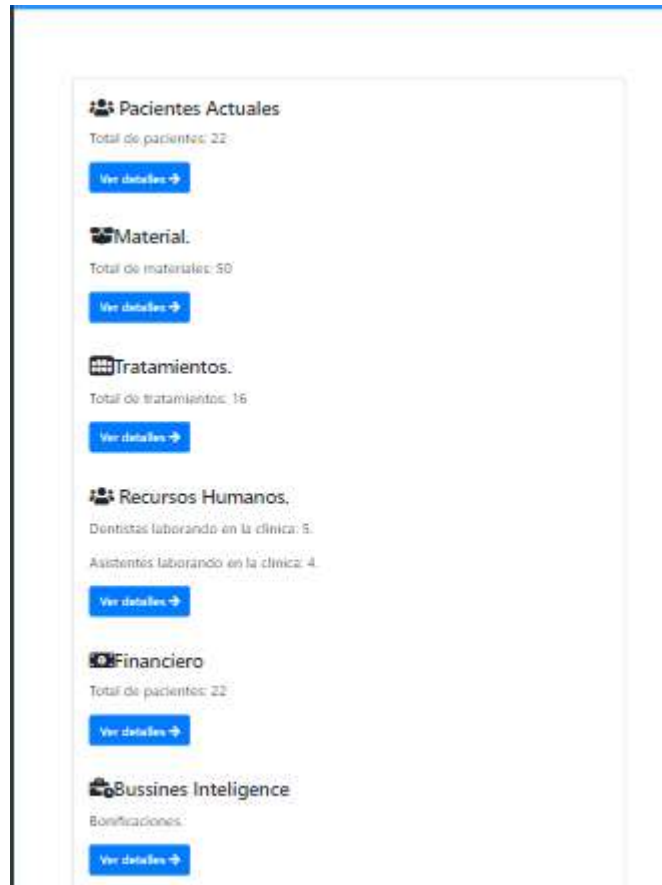 Pacientes Actuales
Total de pacientes: 22
Ver detalles →
Material.
Total de materiales: 50
Ver detalles →
Tratamientos.
Total de tratamientos: 16
Ver detalles →
Recursos Humanos.
Dentistas laborando en la clinica: 5.
Asistentes laborando en la clinica: 4.
Ver detalles →
Financiero
Total de pacientes: 22
Ver detalles →
Bussines Inteligence
Bonificaciones.
Ver detalles →